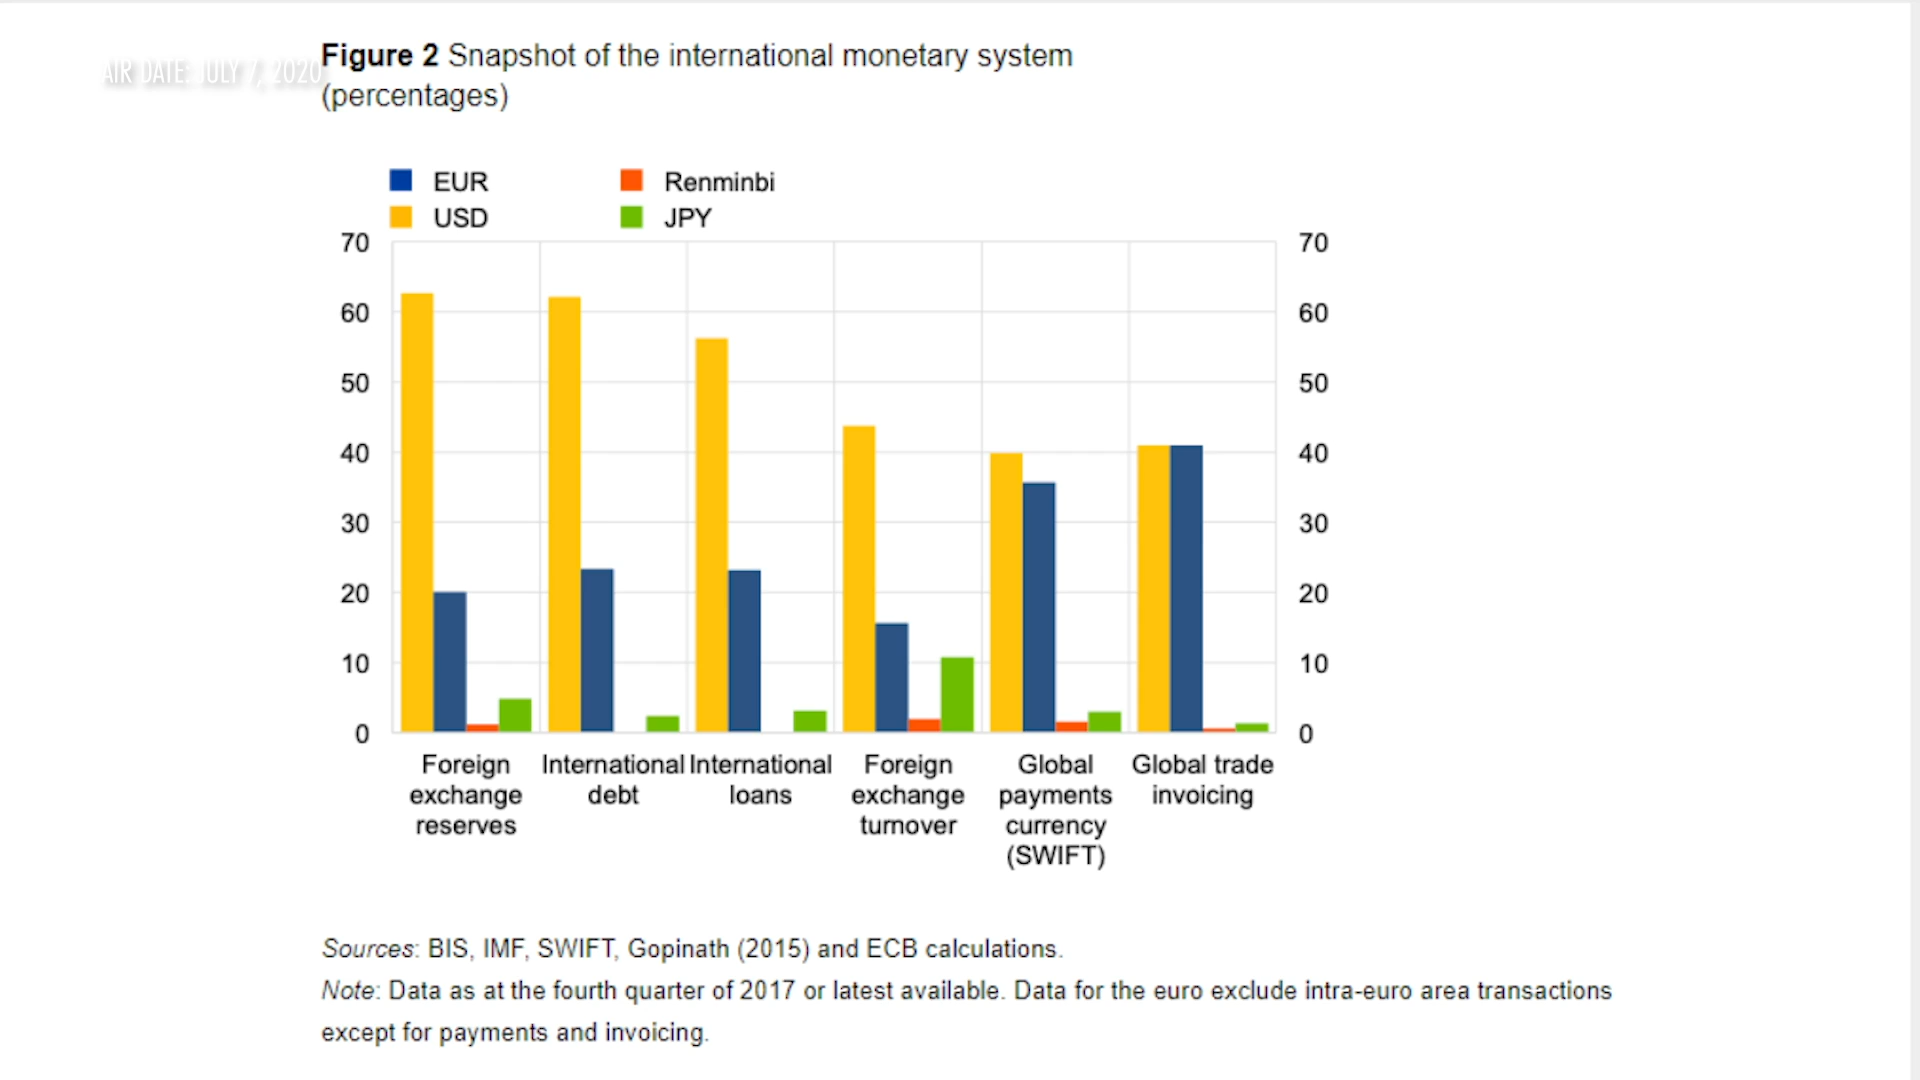 AIR DATE: JULY 7, 2020
Figure 2 Snapshot of the international monetary system
(percentages)
EUR
Renminbi
USD
JPY
70
70
60
60
50
50
40
40
30
30
20
20
10
10
0
0
Foreign
exchange
reserves
International
debt
International
loans
Foreign
exchange
turnover
Global
payments
currency
(SWIFT)
Global trade
invoicing
Sources: BIS, IMF, SWIFT, Gopinath (2015) and ECB calculations.
Note: Data as at the fourth quarter of 2017 or latest available. Data for the euro exclude intra-euro area transactions
except for payments and invoicing.